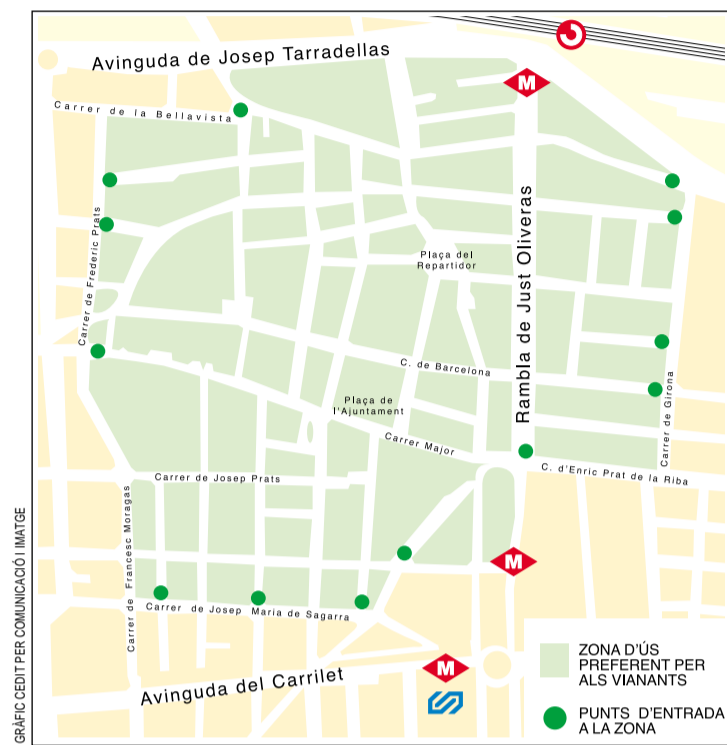 Avinguda de Josep Tarradellas
M
Carrer de la Bellavista
Carrer de Frederic Prats
Rambla de Just Oliveras
Plaça del
Repartidor
C. de Barcelona
Plaça de
l'Ajuntament
Carrer Major
Carrer de Girona
C. d'Enric Prat de la Riba
Carrer de Josep Prats
Carrer de Francesc Moragas
M
Carrer de Josep Maria de Sagarra
Avinguda del Carrilet
M
ZONA D'ÚS
PREFERENT PER
ALS VIANANTS
PUNTS D'ENTRADA
A LA ZONA
GRÀFIC CEDIT PER COMUNICACIÓ I IMATGE